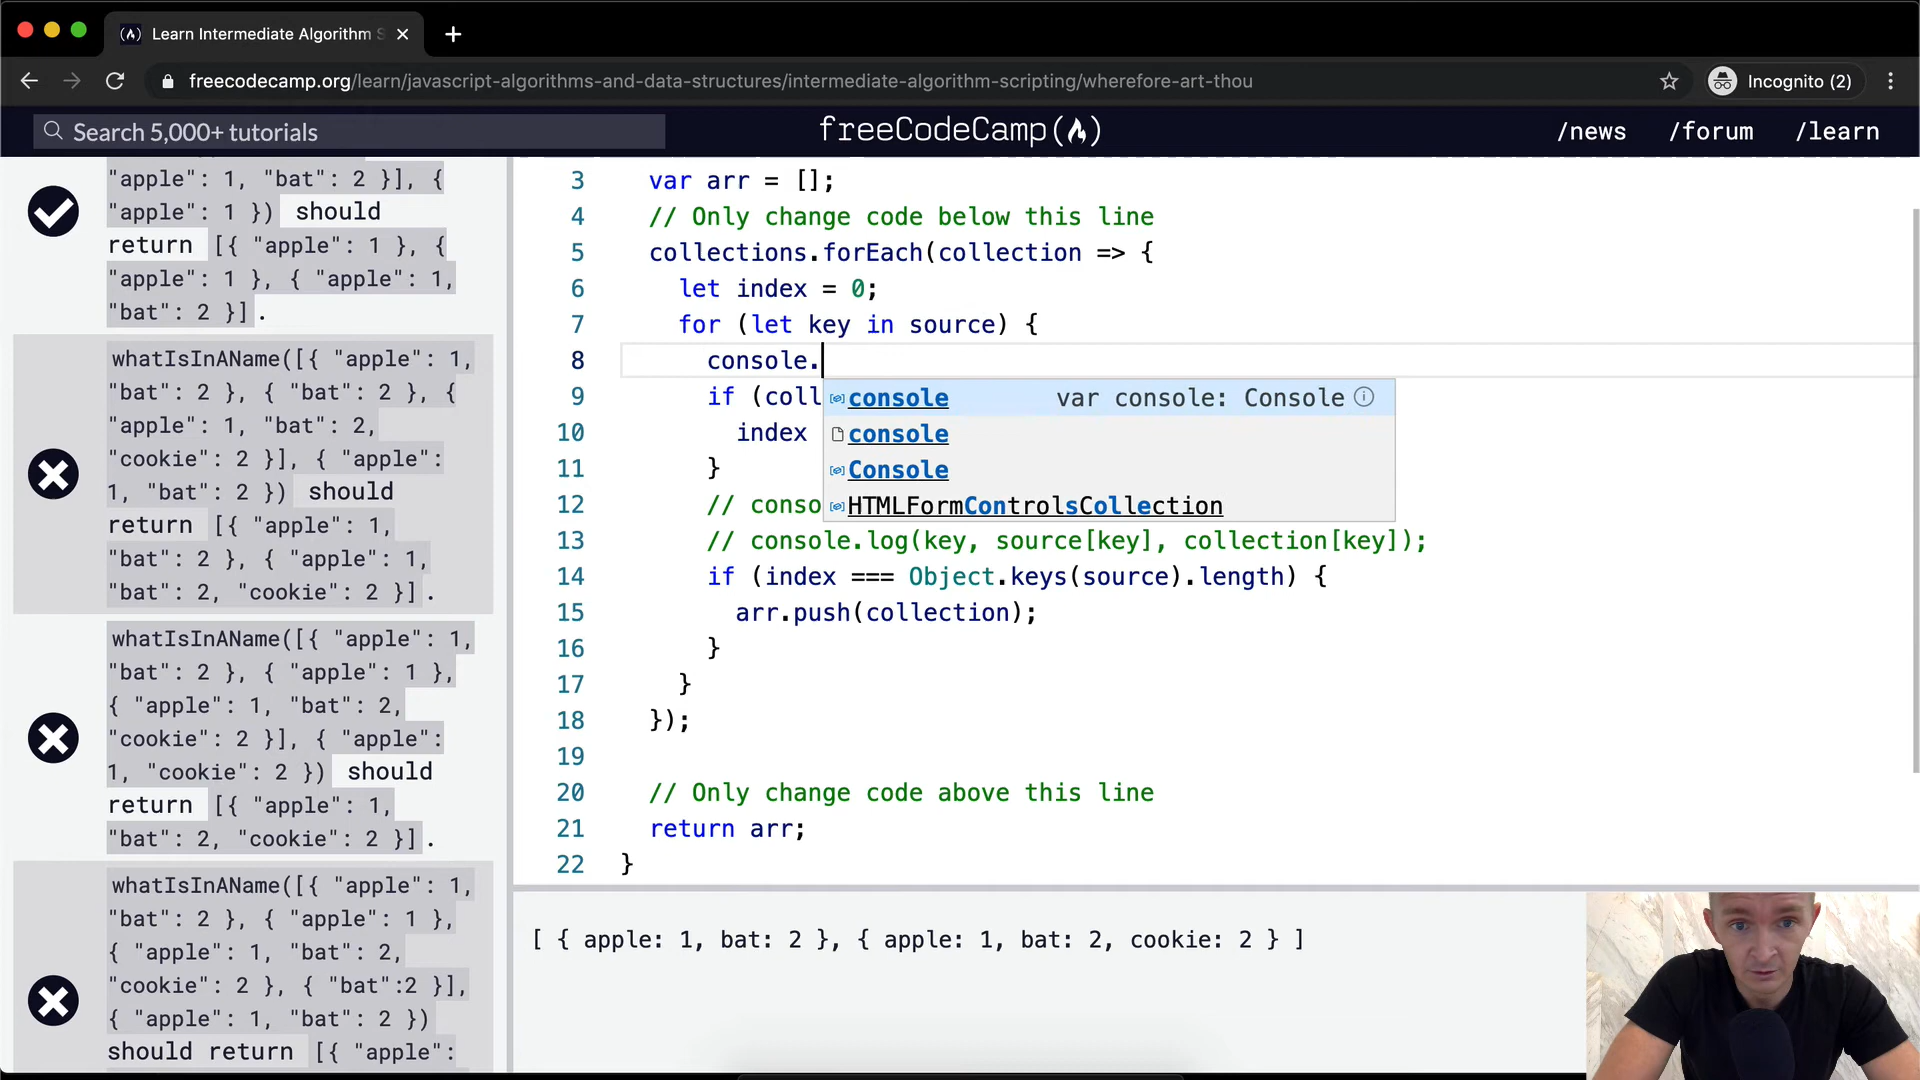 Learn Intermediate Algorithm S
freecodecamp.org/learn/javascript-algorithms-and-data-structures/intermediate-algorithm-scripting/wherefore-art-thou
Incognito (2)
Search 5,000+ tutorials
freeCodeCamp
/news /forum /learn
"apple": 1, "bat": 2 }], {
"apple": 1 }) should
return [{ "apple": 1 }, {
"apple": 1 }, { "apple": 1,
"bat": 2 }].
whatIsInAName([{ "apple": 1,
"bat": 2 }, { "bat": 2 }, {
"apple": 1, "bat": 2,
"cookie": 2 }], { "apple":
1, "bat": 2 }) should
return [{ "apple": 1,
"bat": 2 }, { "apple": 1,
"bat": 2, "cookie": 2 }].
whatIsInAName([{ "apple": 1,
"bat": 2 }, { "apple": 1 },
{ "apple": 1, "bat": 2,
"cookie": 2 }], { "apple":
1, "cookie": 2 }) should
return [{ "apple": 1,
"bat": 2, "cookie": 2 }].
whatIsInAName([{ "apple": 1,
"bat": 2 }, { "apple": 1 },
{ "apple": 1, "bat": 2,
"cookie": 2 }, { "bat":2 }],
{ "apple": 1, "bat": 2 })
should return [{ "apple":
3 var arr = [];
4 // Only change code below this line
5 collections.forEach(collection => {
6 let index = 0;
7 for (let key in source) {
8 console.
9 if (coll
10 index
11 }
12 // conso
13 // console.log(key, source[key], collection[key]);
14 if (index === Object.keys(source).length) {
15 arr.push(collection);
16 }
17 }
18 });
19
20 // Only change code above this line
21 return arr;
22 }
console var console: Console
console
Console
HTMLFormControlsCollection
[ { apple: 1, bat: 2 }, { apple: 1, bat: 2, cookie: 2 } ]